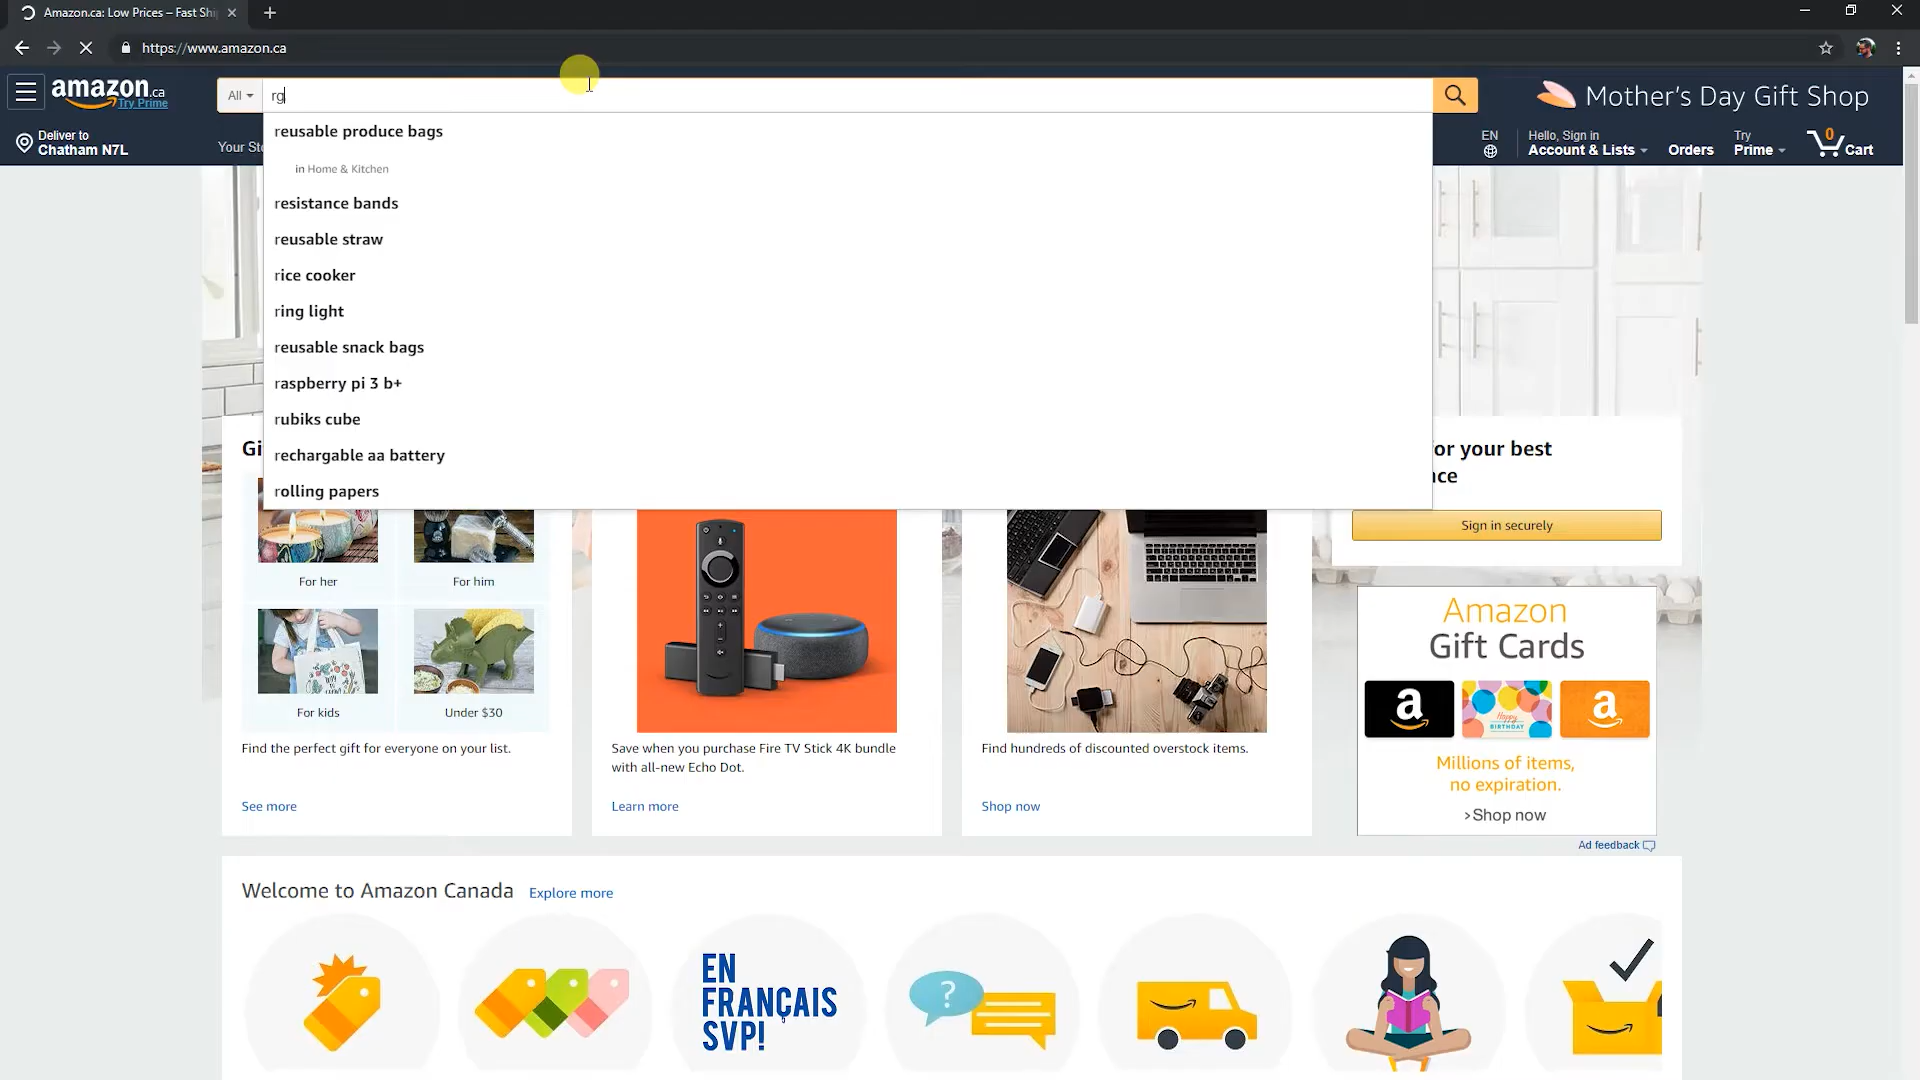 Amazon.ca: Low Prices – Fast Shi
https://www.amazon.ca
amazon.ca
Try Prime
All
rg
Mother's Day Gift Shop
Deliver to
Chatham N7L
EN
Hello, Sign in
Account & Lists
Orders
Try
Prime
0
Cart
reusable produce bags
in Home & Kitchen
resistance bands
reusable straw
rice cooker
ring light
reusable snack bags
raspberry pi 3 b+
rubiks cube
rechargable aa battery
rolling papers
Gi
or your best
Sign in securely
For her
For him
For kids
Under $30
Find the perfect gift for everyone on your list.
See more
Save when you purchase Fire TV Stick 4K bundle
with all-new Echo Dot.
Learn more
Find hundreds of discounted overstock items.
Shop now
Amazon
Gift Cards
a
Happy
BIRTHDAY
a
Millions of items,
no expiration.
›Shop now
Ad feedback
Welcome to Amazon Canada
Explore more
EN
FRANÇAIS
SVP!
?